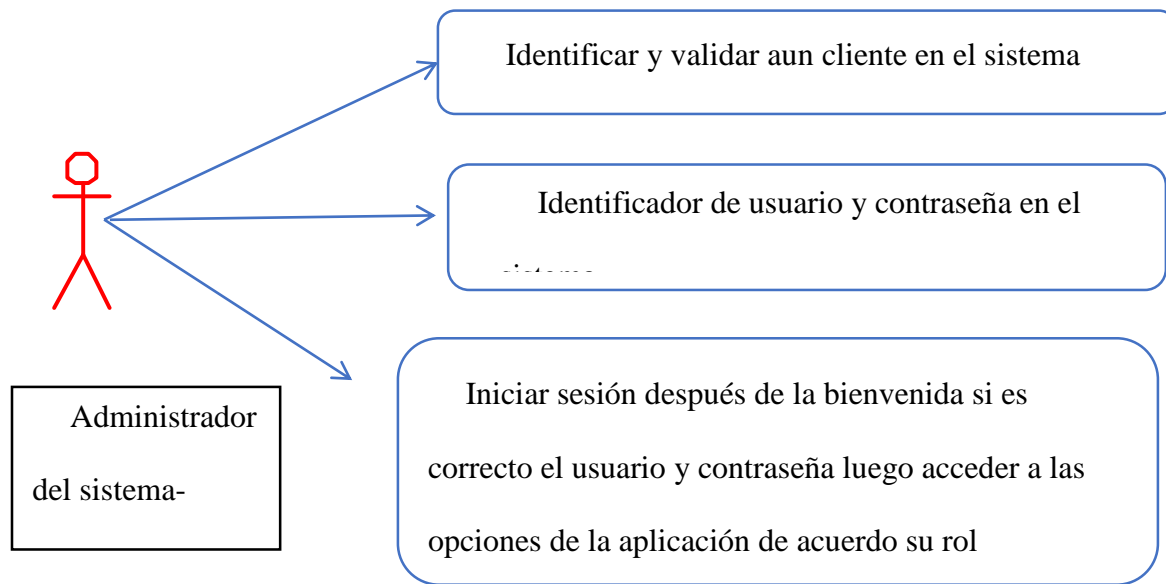 Identificar y validar aun cliente en el sistema
Identificador de usuario y contraseña en el
Iniciar sesión después de la bienvenida si es
correcto el usuario y contraseña luego acceder a las
opciones de la aplicación de acuerdo su rol
Administrador
del sistema-